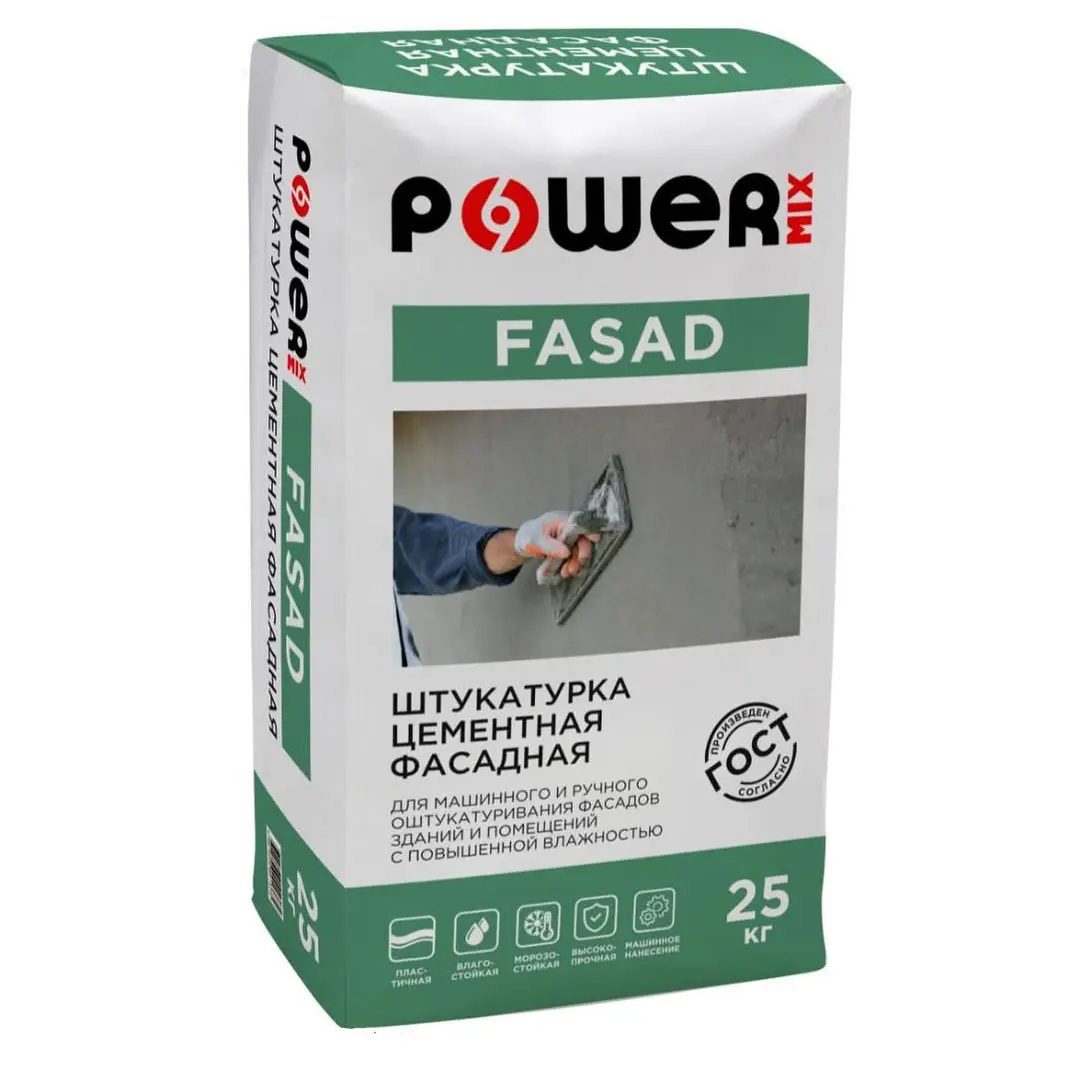 ШТУКАТУРКА
ЦЕМЕНТНАЯ
ФАСАДНАЯ
POWER MIX
FASAD
ШТУКАТУРКА
ЦЕМЕНТНАЯ
ФАСАДНАЯ
ДЛЯ МАШИННОГО И РУЧНОГО
ОШТУКАТУРИВАНИЯ ФАСАДОВ
ЗДАНИЙ И ПОМЕЩЕНИЙ
С ПОВЫШЕННОЙ ВЛАЖНОСТЬЮ
ПРОИЗВЕДЕН
ГОСТ
СОГЛАСНО
ПЛАС-
ТИЧНАЯ
ВЛАГО-
СТОЙКАЯ
МОРОЗО-
СТОЙКАЯ
ВЫСОКО-
ПРОЧНАЯ
МАШИННОЕ
НАНЕСЕНИЕ
25
КГ
POWER MIX
FASAD
ШТУКАТУРКА ЦЕМЕНТНАЯ ФАСАДНАЯ
25
КГ